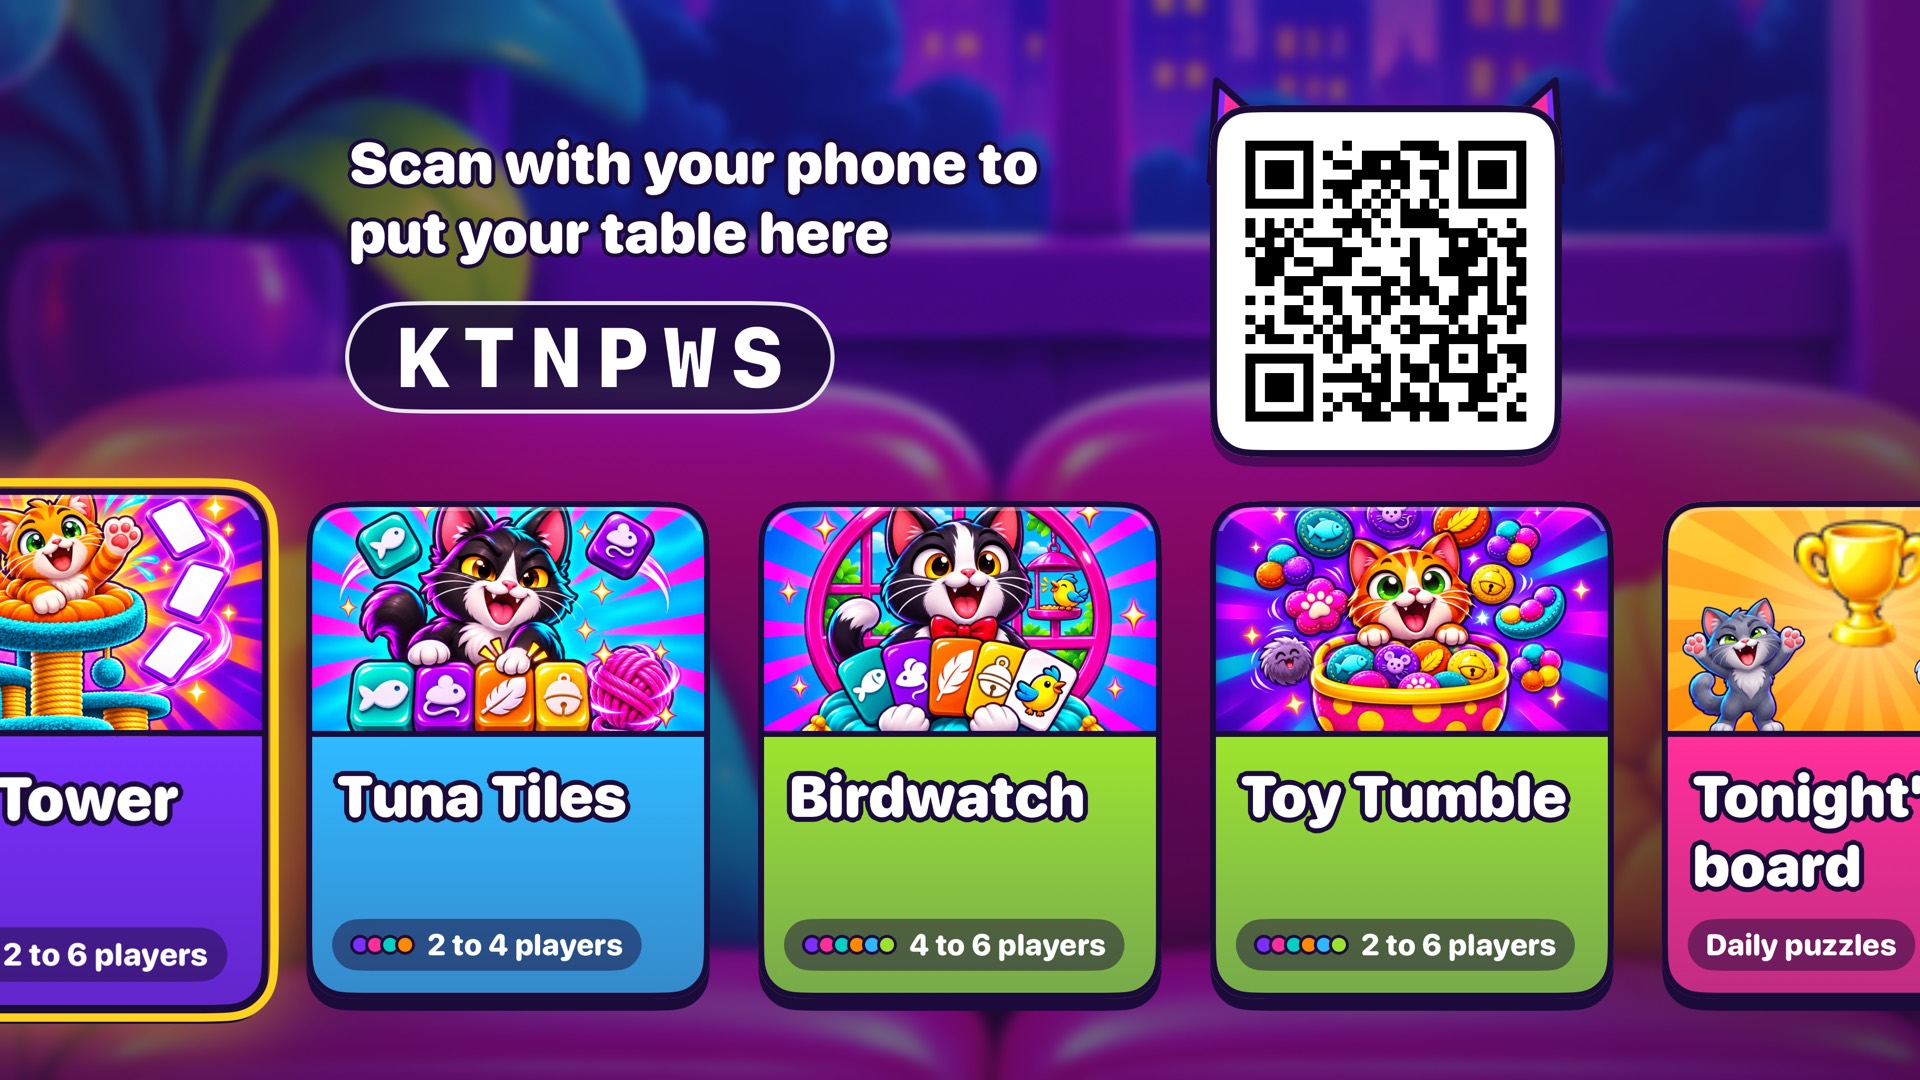 Scan with your phone to
put your table here
KTNPWS
Tower
2 to 6 players
Tuna Tiles
2 to 4 players
Birdwatch
4 to 6 players
Toy Tumble
2 to 6 players
Tonight'
board
Daily puzzles